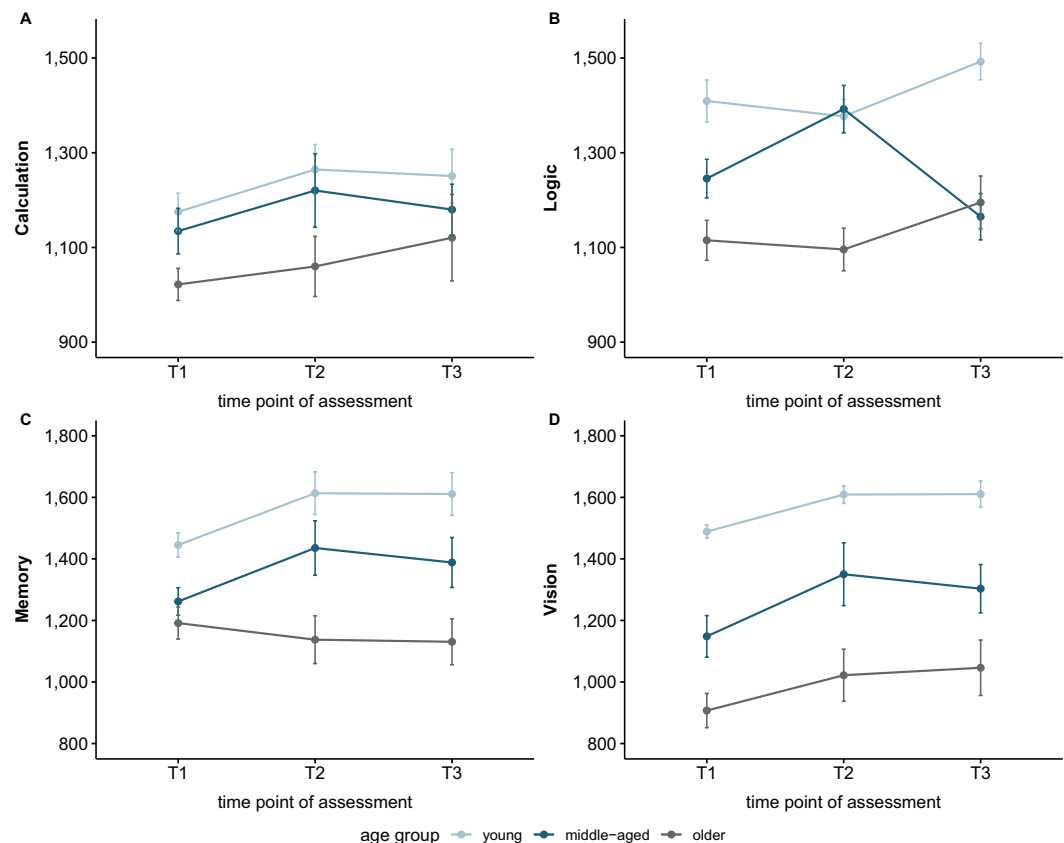 A
Calculation
1,500
1,300
1,100
900
T1 T2 T3
time point of assessment
B
Logic
1,500
1,300
1,100
900
T1 T2 T3
time point of assessment
C
Memory
1,800
1,600
1,400
1,200
1,000
800
T1 T2 T3
time point of assessment
D
Vision
1,800
1,600
1,400
1,200
1,000
800
T1 T2 T3
time point of assessment
age group young middle−aged older